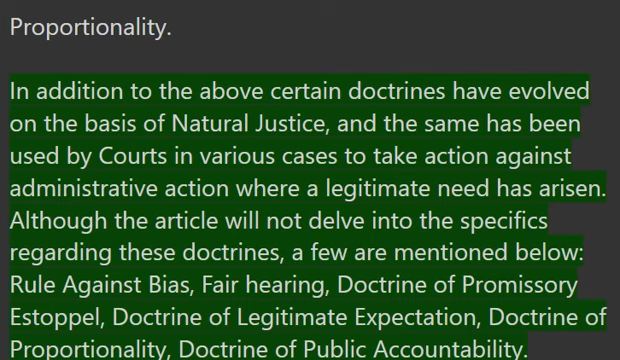 Proportionality.
In addition to the above certain doctrines have evolved
on the basis of Natural Justice, and the same has been
used by Courts in various cases to take action against
administrative action where a legitimate need has arisen.
Although the article will not delve into the specifics
regarding these doctrines, a few are mentioned below:
Rule Against Bias, Fair hearing, Doctrine of Promissory
Estoppel, Doctrine of Legitimate Expectation, Doctrine of
Proportionality, Doctrine of Public Accountability.